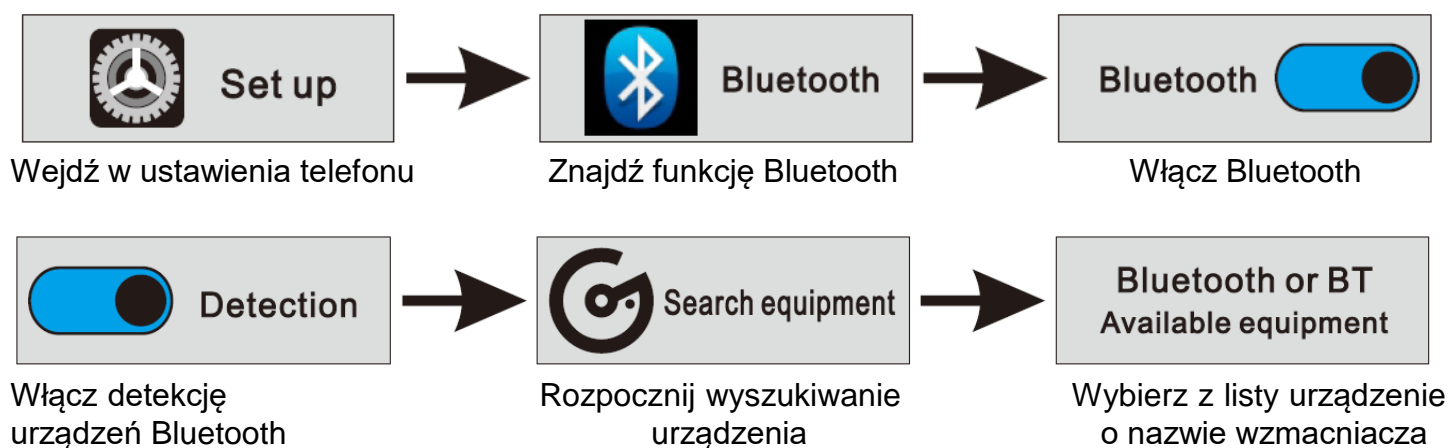 Set up
Bluetooth
Bluetooth
Wejdź w ustawienia telefonu
Znajdź funkcję Bluetooth
Włącz Bluetooth
Detection
Search equipment
Bluetooth or BT
Available equipment
Włącz detekcję
urządzeń Bluetooth
Rozpocznij wyszukiwanie
urządzenia
Wybierz z listy urządzenie
o nazwie wzmacniacza